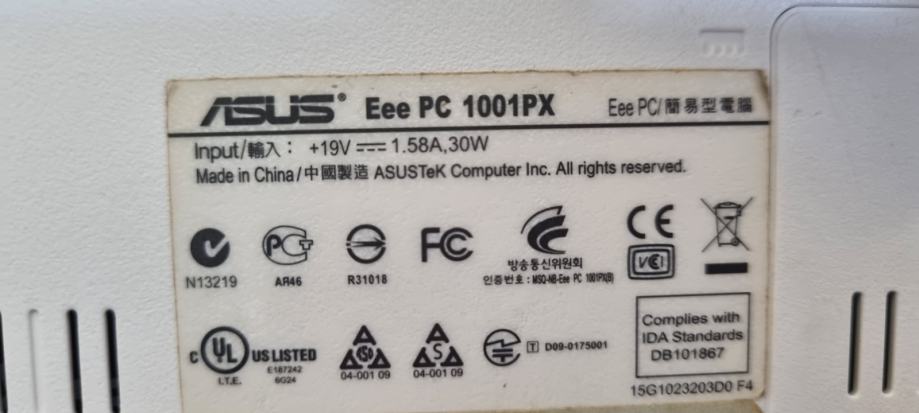 ASUS® Eee PC 1001PX Eee PC/簡易型電腦
Input/輸入： +19V ⎓ 1.58A,30W
Made in China/中國製造 ASUSTeK Computer Inc. All rights reserved.
N13219
PCT
АЯ46
R31018
FC
방송통신위원회
인증번호 : MSQ-NB-Eee PC 1001PX(B)
CE
VCI
c UL US LISTED
I.T.E.
E187242
6G24
04-001 09
S
04-001 09
T D09-0175001
Complies with
IDA Standards
DB101867
15G1023203D0 F4